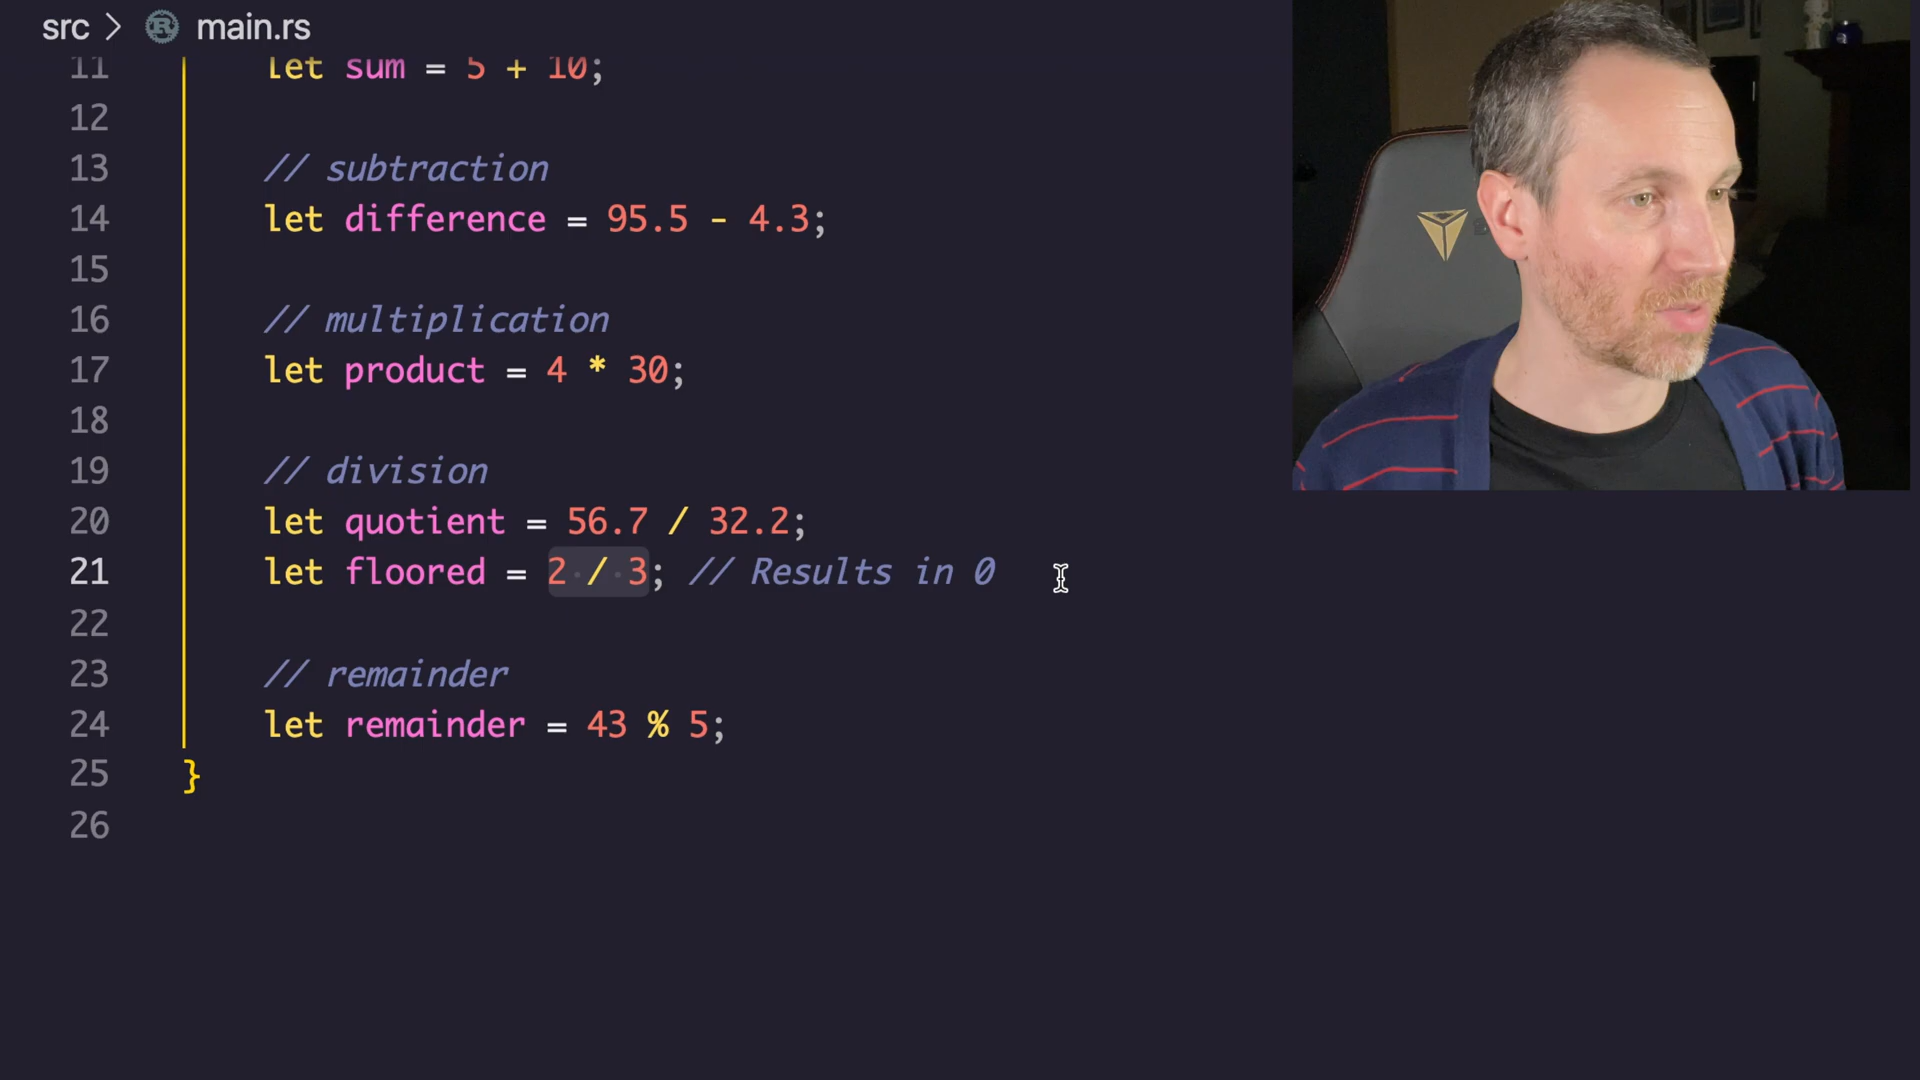 src > main.rs
11 let sum = 5 + 10;
12
13 // subtraction
14 let difference = 95.5 - 4.3;
15
16 // multiplication
17 let product = 4 * 30;
18
19 // division
20 let quotient = 56.7 / 32.2;
21 let floored = 2 / 3; // Results in 0
22
23 // remainder
24 let remainder = 43 % 5;
25 }
26